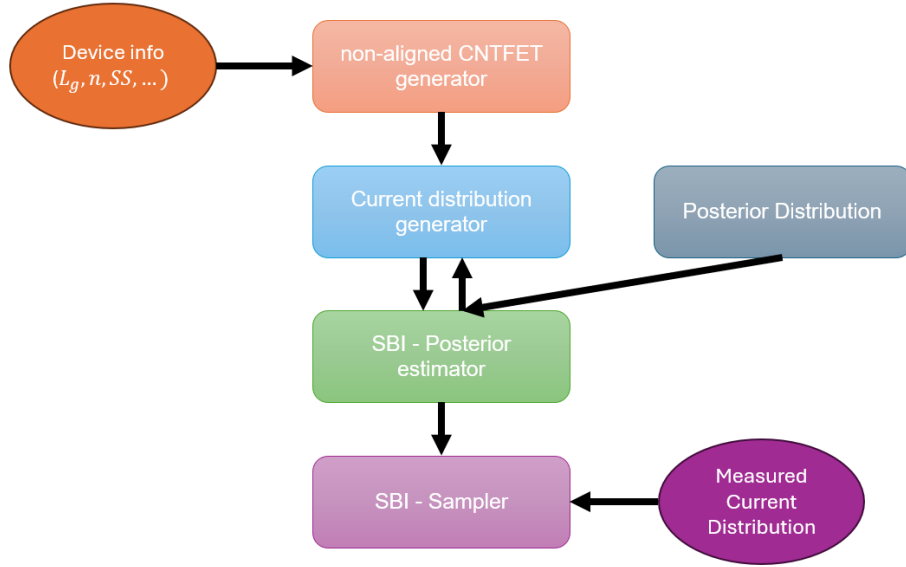 Device info
(L_g, n, SS, ... )
non-aligned CNTFET
generator
Current distribution
generator
Posterior Distribution
SBI - Posterior
estimator
SBI - Sampler
Measured
Current
Distribution